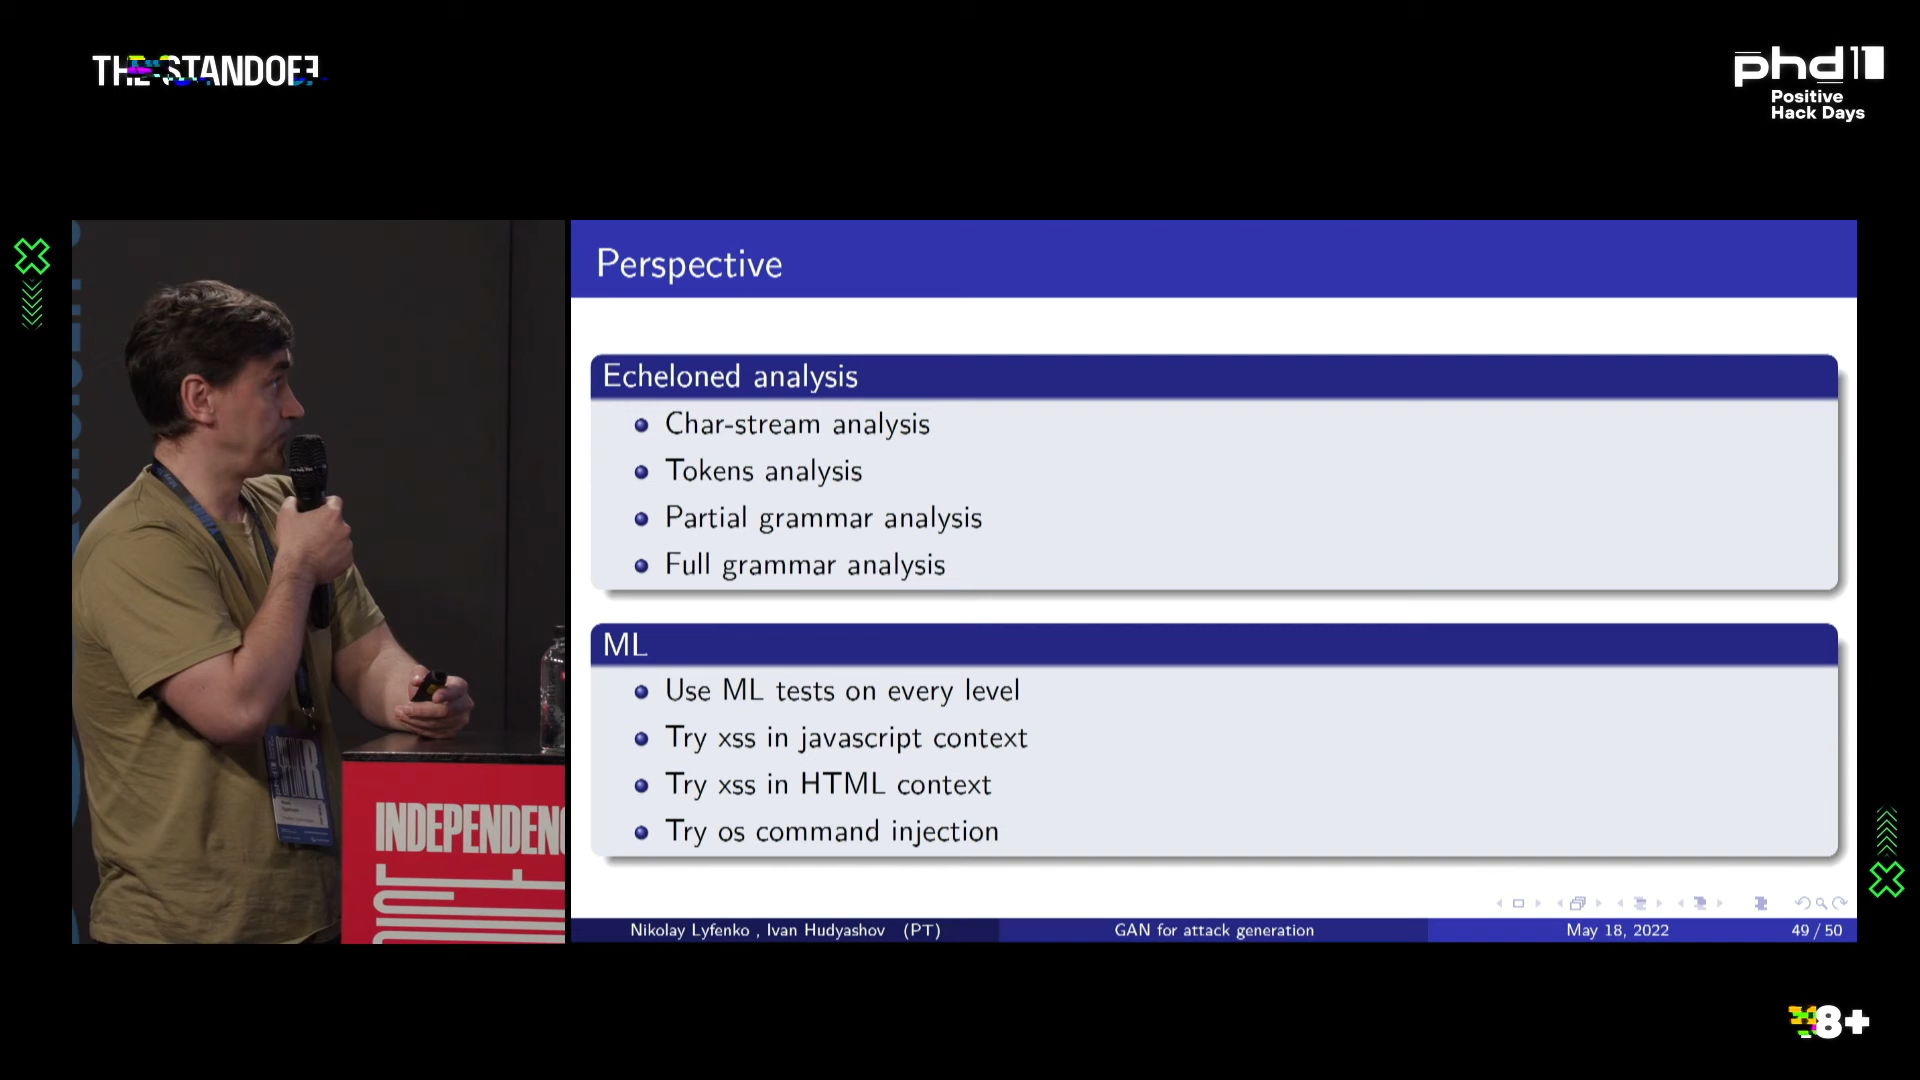 THE STANDOFF
phd11
Positive
Hack Days
Perspective
Echeloned analysis
Char-stream analysis
Tokens analysis
Partial grammar analysis
Full grammar analysis
ML
Use ML tests on every level
Try xss in javascript context
Try xss in HTML context
Try os command injection
Nikolay Lyfenko , Ivan Hudyashov (PT)
GAN for attack generation
May 18, 2022
49 / 50
INDEPENDEN
18+